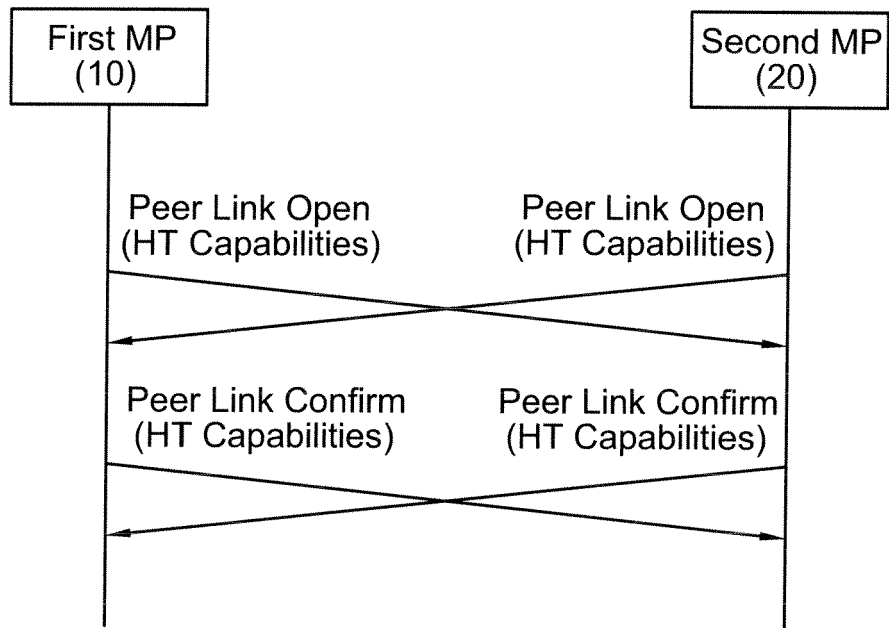 First MP
(10)
Second MP
(20)
Peer Link Open
(HT Capabilities)
Peer Link Open
(HT Capabilities)
Peer Link Confirm
(HT Capabilities)
Peer Link Confirm
(HT Capabilities)